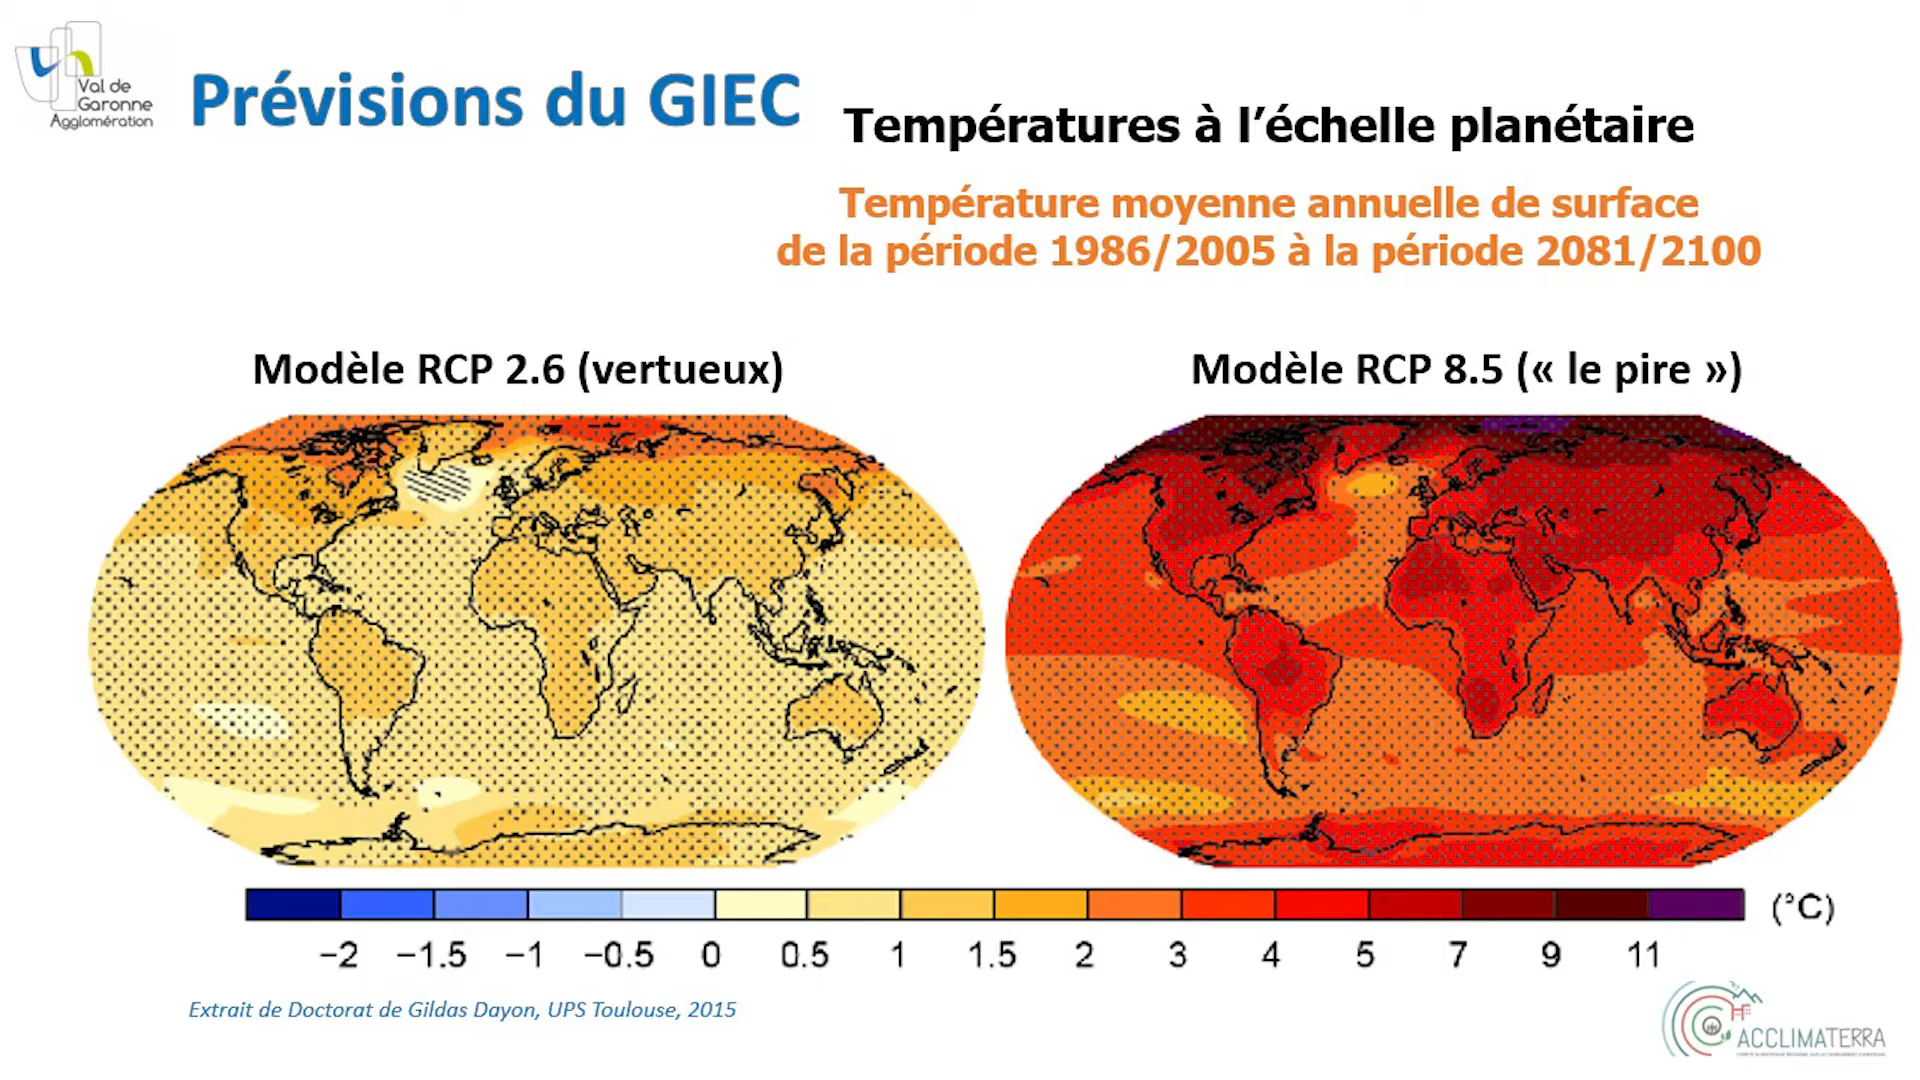 Val de
Garonne
Agglomération
Prévisions du GIEC
Températures à l’échelle planétaire
Température moyenne annuelle de surface
de la période 1986/2005 à la période 2081/2100
Modèle RCP 2.6 (vertueux)
Modèle RCP 8.5 (« le pire »)
(°C)
−2 −1.5 −1 −0.5 0 0.5 1 1.5 2 3 4 5 7 9 11
Extrait de Doctorat de Gildas Dayon, UPS Toulouse, 2015
ACCLIMATERRA